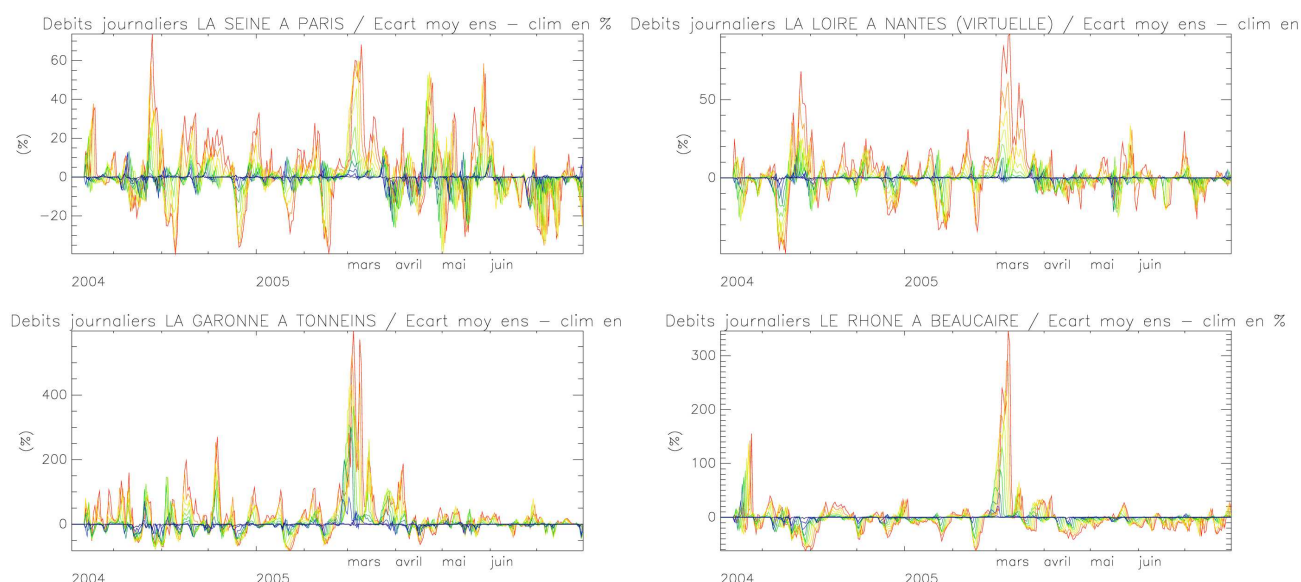 Debits journaliers LA SEINE A PARIS / Ecart moy ens – clim en %
60
40
20
0
−20
(%)
mars avril mai juin
2004 2005
Debits journaliers LA LOIRE A NANTES (VIRTUELLE) / Ecart moy ens – clim en
50
0
(%)
mars avril mai juin
2004 2005
Debits journaliers LA GARONNE A TONNEINS / Ecart moy ens – clim en
400
200
0
(%)
mars avril mai juin
2004 2005
Debits journaliers LE RHONE A BEAUCAIRE / Ecart moy ens – clim en %
300
200
100
0
(%)
mars avril mai juin
2004 2005